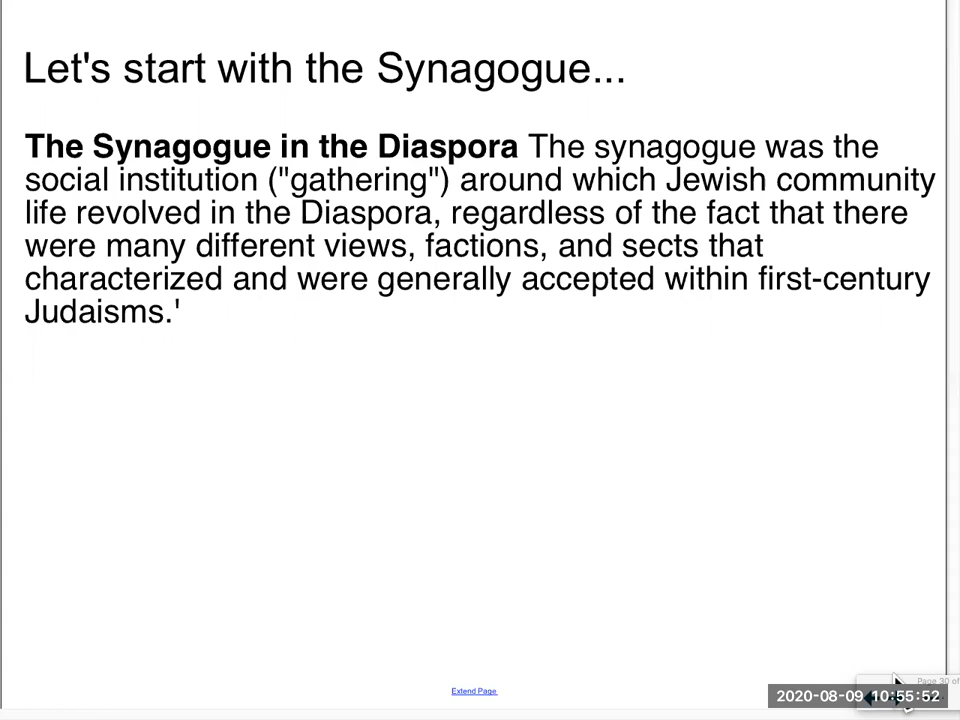 Let's start with the Synagogue...
The Synagogue in the Diaspora The synagogue was the
social institution ("gathering") around which Jewish community
life revolved in the Diaspora, regardless of the fact that there
were many different views, factions, and sects that
characterized and were generally accepted within first-century
Judaisms.'
Extend Page
Page 30 of
2020-08-09 10:55:52